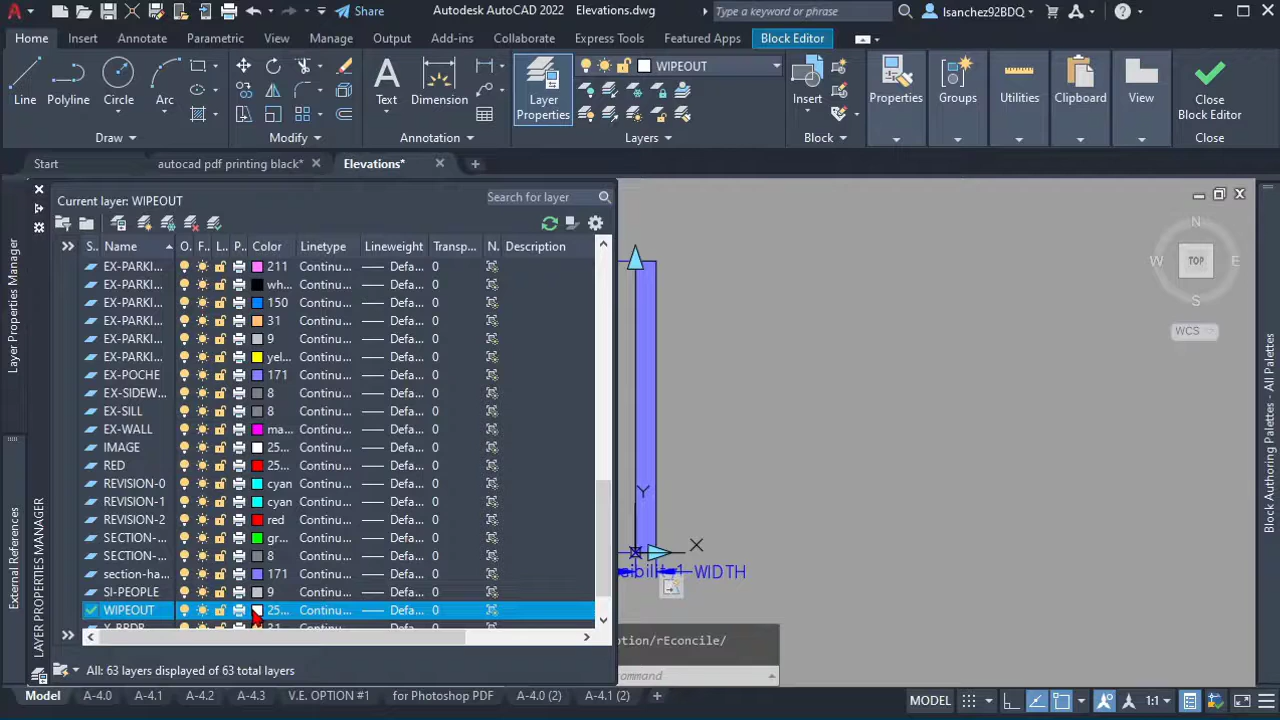 Share
Autodesk AutoCAD 2022 Elevations.dwg
Type a keyword or phrase
lsanchez92BDQ
Home Insert Annotate Parametric View Manage Output Add-ins Collaborate Express Tools Featured Apps Block Editor
WIPEOUT
Line Polyline Circle Arc Text Dimension Layer Properties Insert Properties Groups Utilities Clipboard View Close Block Editor
Draw Modify Annotation Layers Block Close
Start autocad pdf printing black* Elevations*
Current layer: WIPEOUT
Search for layer
S.. Name O. F.. L.. P.. Color Linetype Lineweight Transp... N. Description
EX-PARKI... 211 Continu... Defa... 0
EX-PARKI... wh... Continu... Defa... 0
EX-PARKI... 150 Continu... Defa... 0
EX-PARKI... 31 Continu... Defa... 0
EX-PARKI... 9 Continu... Defa... 0
EX-PARKI... yel... Continu... Defa... 0
EX-POCHE 171 Continu... Defa... 0
EX-SIDEW... 8 Continu... Defa... 0
EX-SILL 8 Continu... Defa... 0
EX-WALL ma... Continu... Defa... 0
IMAGE 25... Continu... Defa... 0
RED 25... Continu... Defa... 0
REVISION-0 cyan Continu... Defa... 0
REVISION-1 cyan Continu... Defa... 0
REVISION-2 red Continu... Defa... 0
SECTION-... gr... Continu... Defa... 0
SECTION-... 8 Continu... Defa... 0
section-ha... 171 Continu... Defa... 0
SI-PEOPLE 9 Continu... Defa... 0
WIPEOUT 25... Continu... Defa... 0
All: 63 layers displayed of 63 total layers
Layer Properties Manager
External References
LAYER PROPERTIES MANAGER
N
W TOP E
S
WCS
Y
X
WIDTH
ption/rEconcile/
command
Block Authoring Palettes - All Palettes
Model A-4.0 A-4.1 A-4.2 A-4.3 V.E. OPTION #1 for Photoshop PDF A-4.0 (2) A-4.1 (2) +
MODEL 1:1